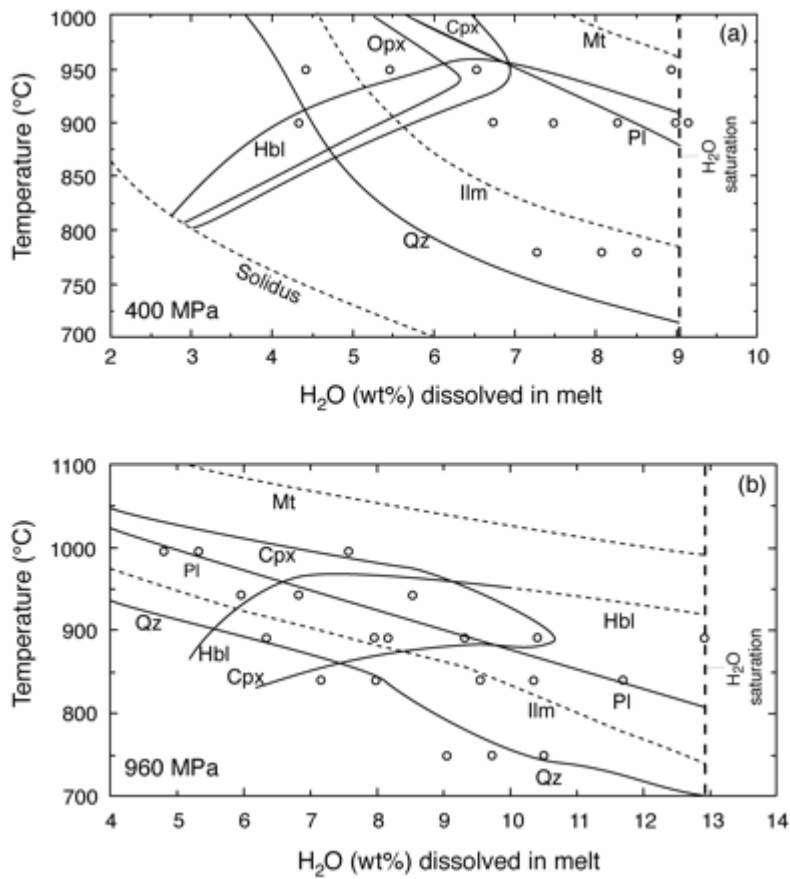 1000
950
900
850
800
750
700
Temperature (°C)
Opx
Cpx
Mt
(a)
Hbl
Pl
Ilm
Qz
Solidus
H₂O
saturation
400 MPa
2 3 4 5 6 7 8 9 10
H₂O (wt%) dissolved in melt
1100
1000
900
800
700
Temperature (°C)
(b)
Mt
Cpx
Pl
Hbl
Qz
Hbl
Cpx
Ilm
Pl
Qz
H₂O
saturation
960 MPa
4 5 6 7 8 9 10 11 12 13 14
H₂O (wt%) dissolved in melt